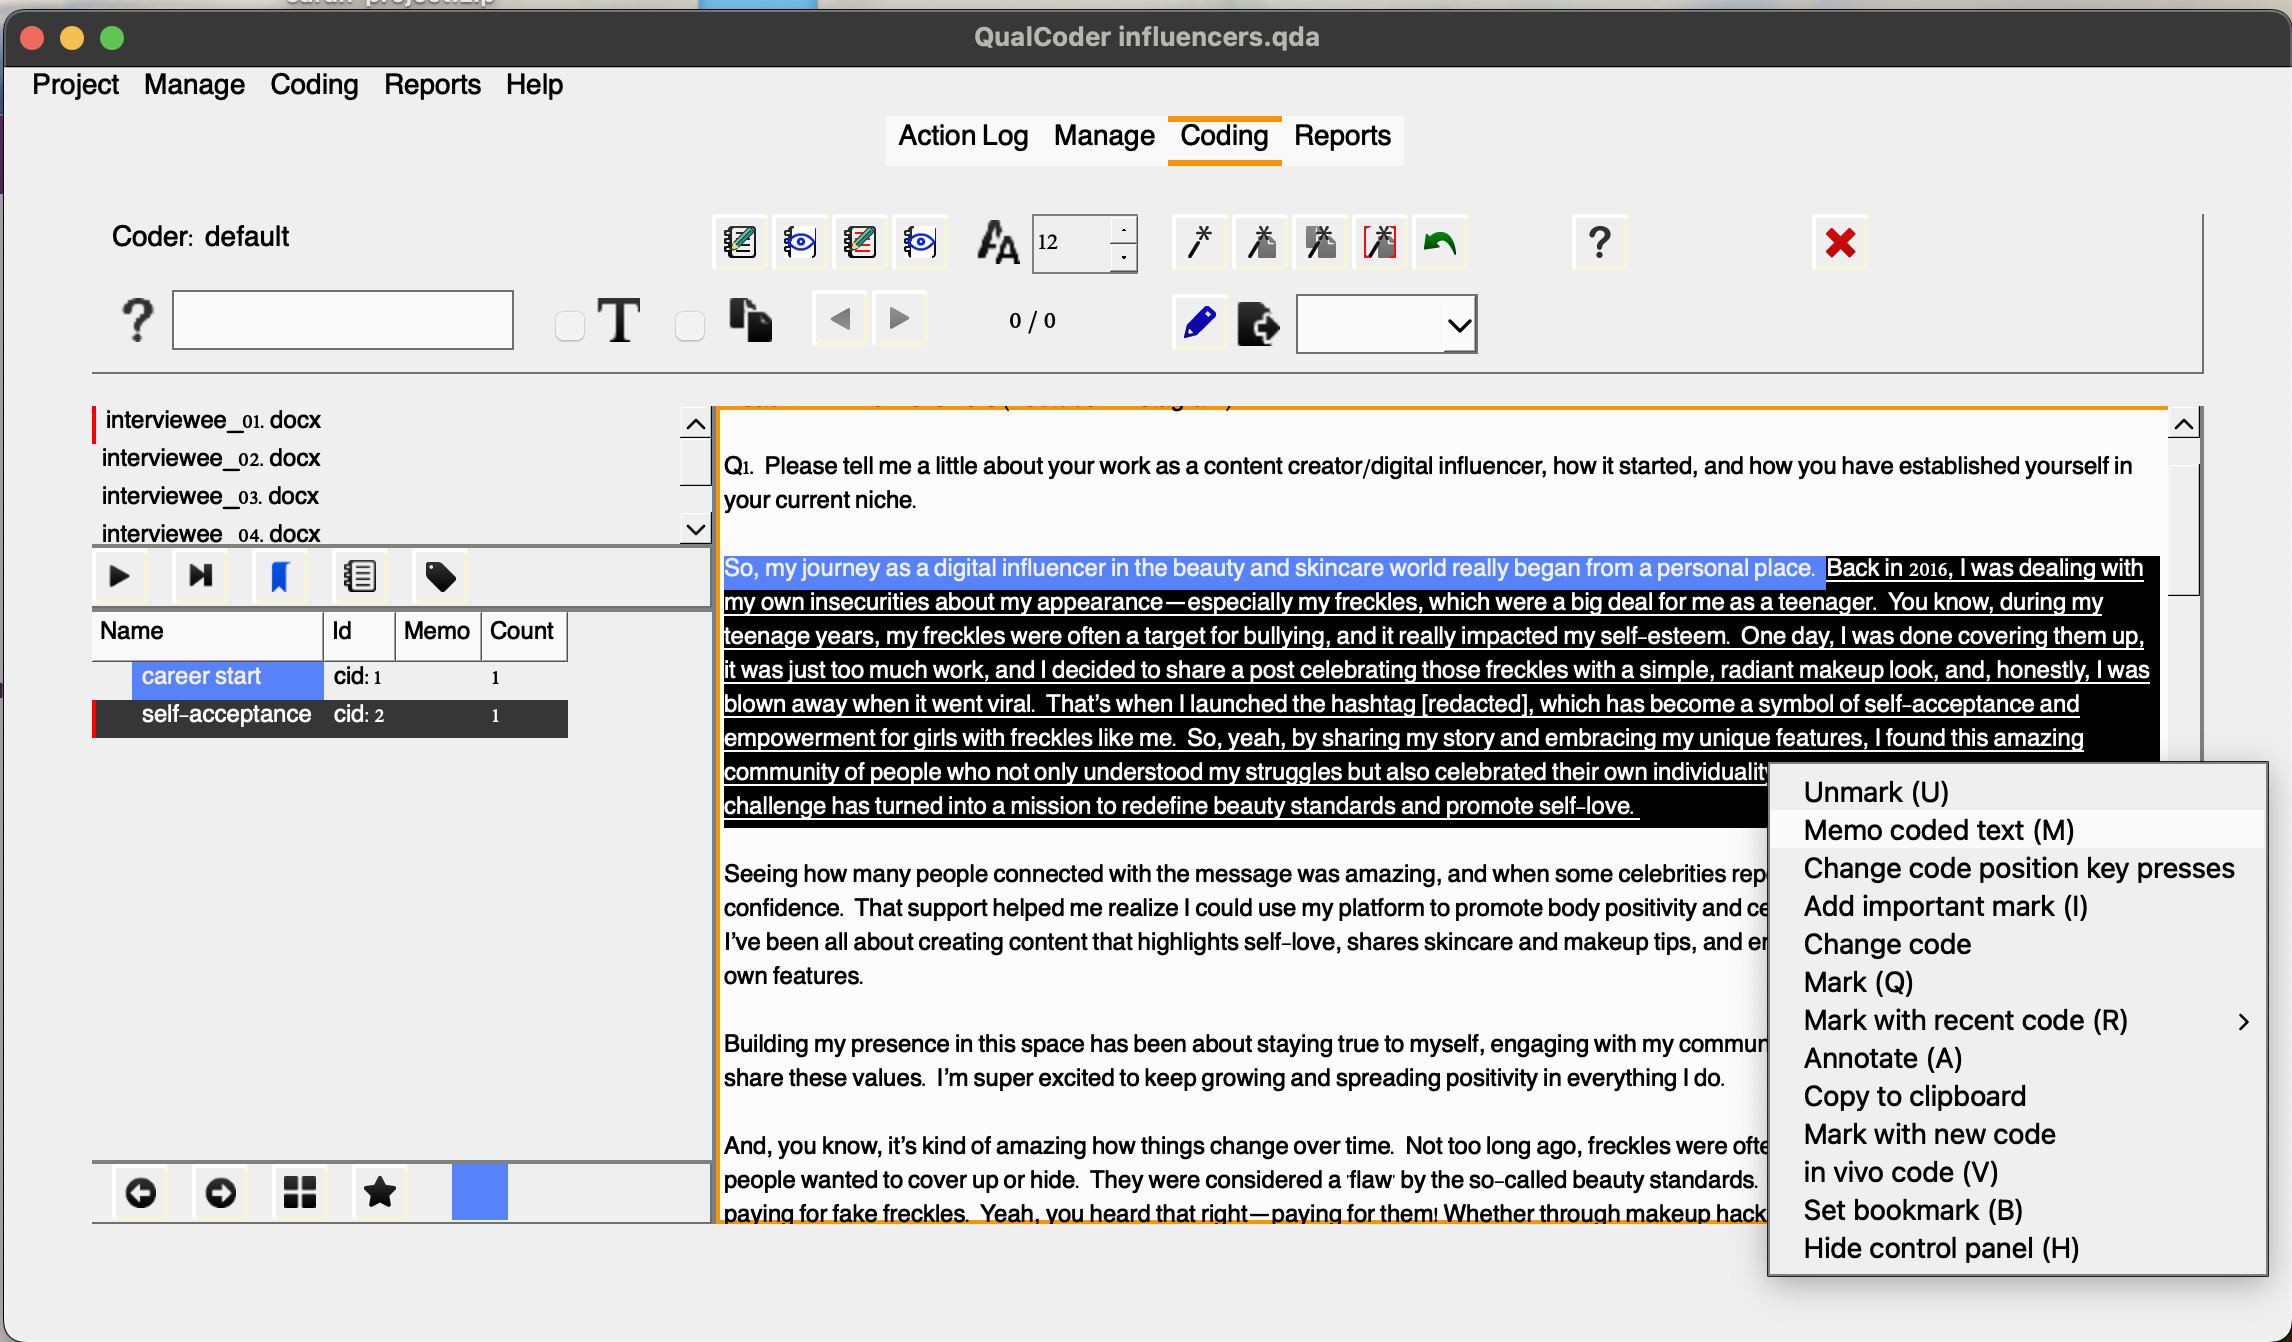 QualCoder influencers.qda
Project Manage Coding Reports Help
Action Log Manage Coding Reports
Coder: default
12
0 / 0
interviewee_01.docx
interviewee_02.docx
interviewee_03.docx
interviewee_04.docx
Name Id Memo Count
career start cid: 1 1
self-acceptance cid: 2 1
Q1. Please tell me a little about your work as a content creator/digital influencer, how it started, and how you have established yourself in
your current niche.
So, my journey as a digital influencer in the beauty and skincare world really began from a personal place. Back in 2016, I was dealing with
my own insecurities about my appearance—especially my freckles, which were a big deal for me as a teenager. You know, during my
teenage years, my freckles were often a target for bullying, and it really impacted my self-esteem. One day, I was done covering them up,
it was just too much work, and I decided to share a post celebrating those freckles with a simple, radiant makeup look, and, honestly, I was
blown away when it went viral. That's when I launched the hashtag [redacted], which has become a symbol of self-acceptance and
empowerment for girls with freckles like me. So, yeah, by sharing my story and embracing my unique features, I found this amazing
community of people who not only understood my struggles but also celebrated their own individuality
challenge has turned into a mission to redefine beauty standards and promote self-love.
Seeing how many people connected with the message was amazing, and when some celebrities rep
confidence. That support helped me realize I could use my platform to promote body positivity and ce
I've been all about creating content that highlights self-love, shares skincare and makeup tips, and er
own features.
Building my presence in this space has been about staying true to myself, engaging with my commun
share these values. I'm super excited to keep growing and spreading positivity in everything I do.
And, you know, it's kind of amazing how things change over time. Not too long ago, freckles were ofte
people wanted to cover up or hide. They were considered a 'flaw' by the so-called beauty standards.
paying for fake freckles. Yeah, you heard that right—paying for them! Whether through makeup hack
Unmark (U)
Memo coded text (M)
Change code position key presses
Add important mark (I)
Change code
Mark (Q)
Mark with recent code (R)
Annotate (A)
Copy to clipboard
Mark with new code
in vivo code (V)
Set bookmark (B)
Hide control panel (H)